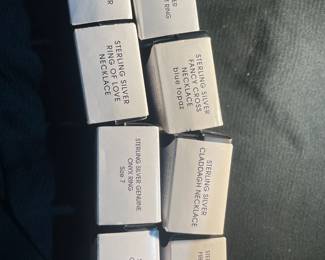 RING
STERLING SILVER
RING OF LOVE
NECKLACE
STERLING SILVER
FANCY CROSS
NECKLACE
blue topaz
STERLING SILVER GENUINE
ONYX RING
Size 7
STERLING SILVER
CLADDAGH NECKLACE